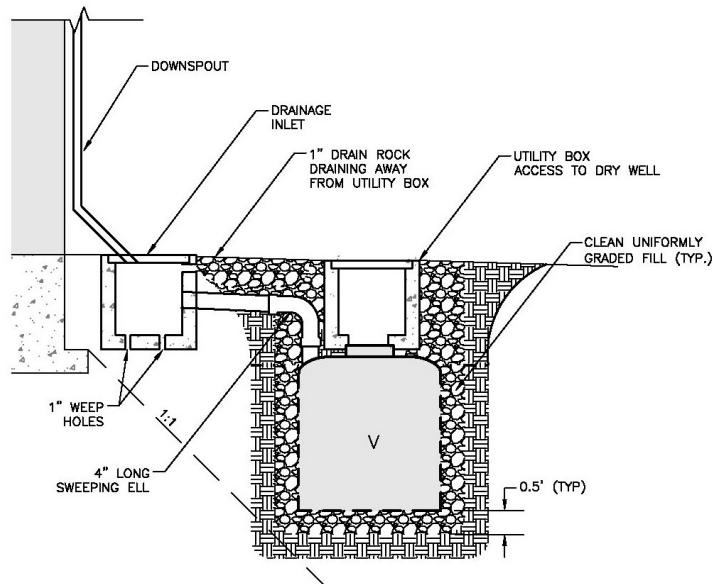 DOWNSPOUT
DRAINAGE
INLET
1" DRAIN ROCK
DRAINING AWAY
FROM UTILITY BOX
UTILITY BOX
ACCESS TO DRY WELL
CLEAN UNIFORMLY
GRADED FILL (TYP.)
1" WEEP
HOLES
1:1
4" LONG
SWEEPING ELL
V
0.5' (TYP)